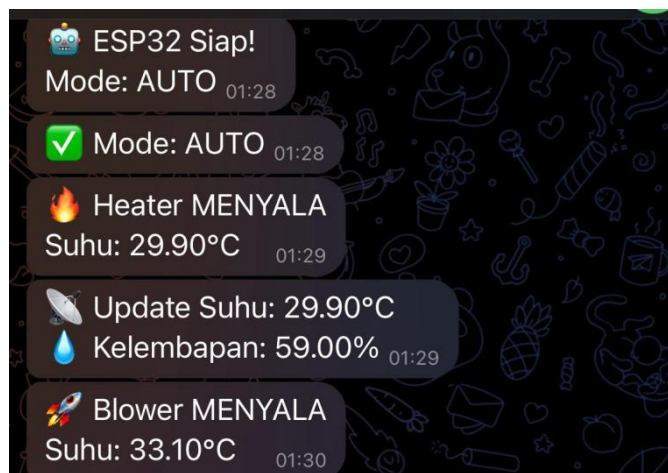 🤖 ESP32 Siap!
Mode: AUTO 01:28
✅ Mode: AUTO 01:28
🔥 Heater MENYALA
Suhu: 29.90°C 01:29
📡 Update Suhu: 29.90°C
💧 Kelembapan: 59.00% 01:29
🚀 Blower MENYALA
Suhu: 33.10°C 01:30